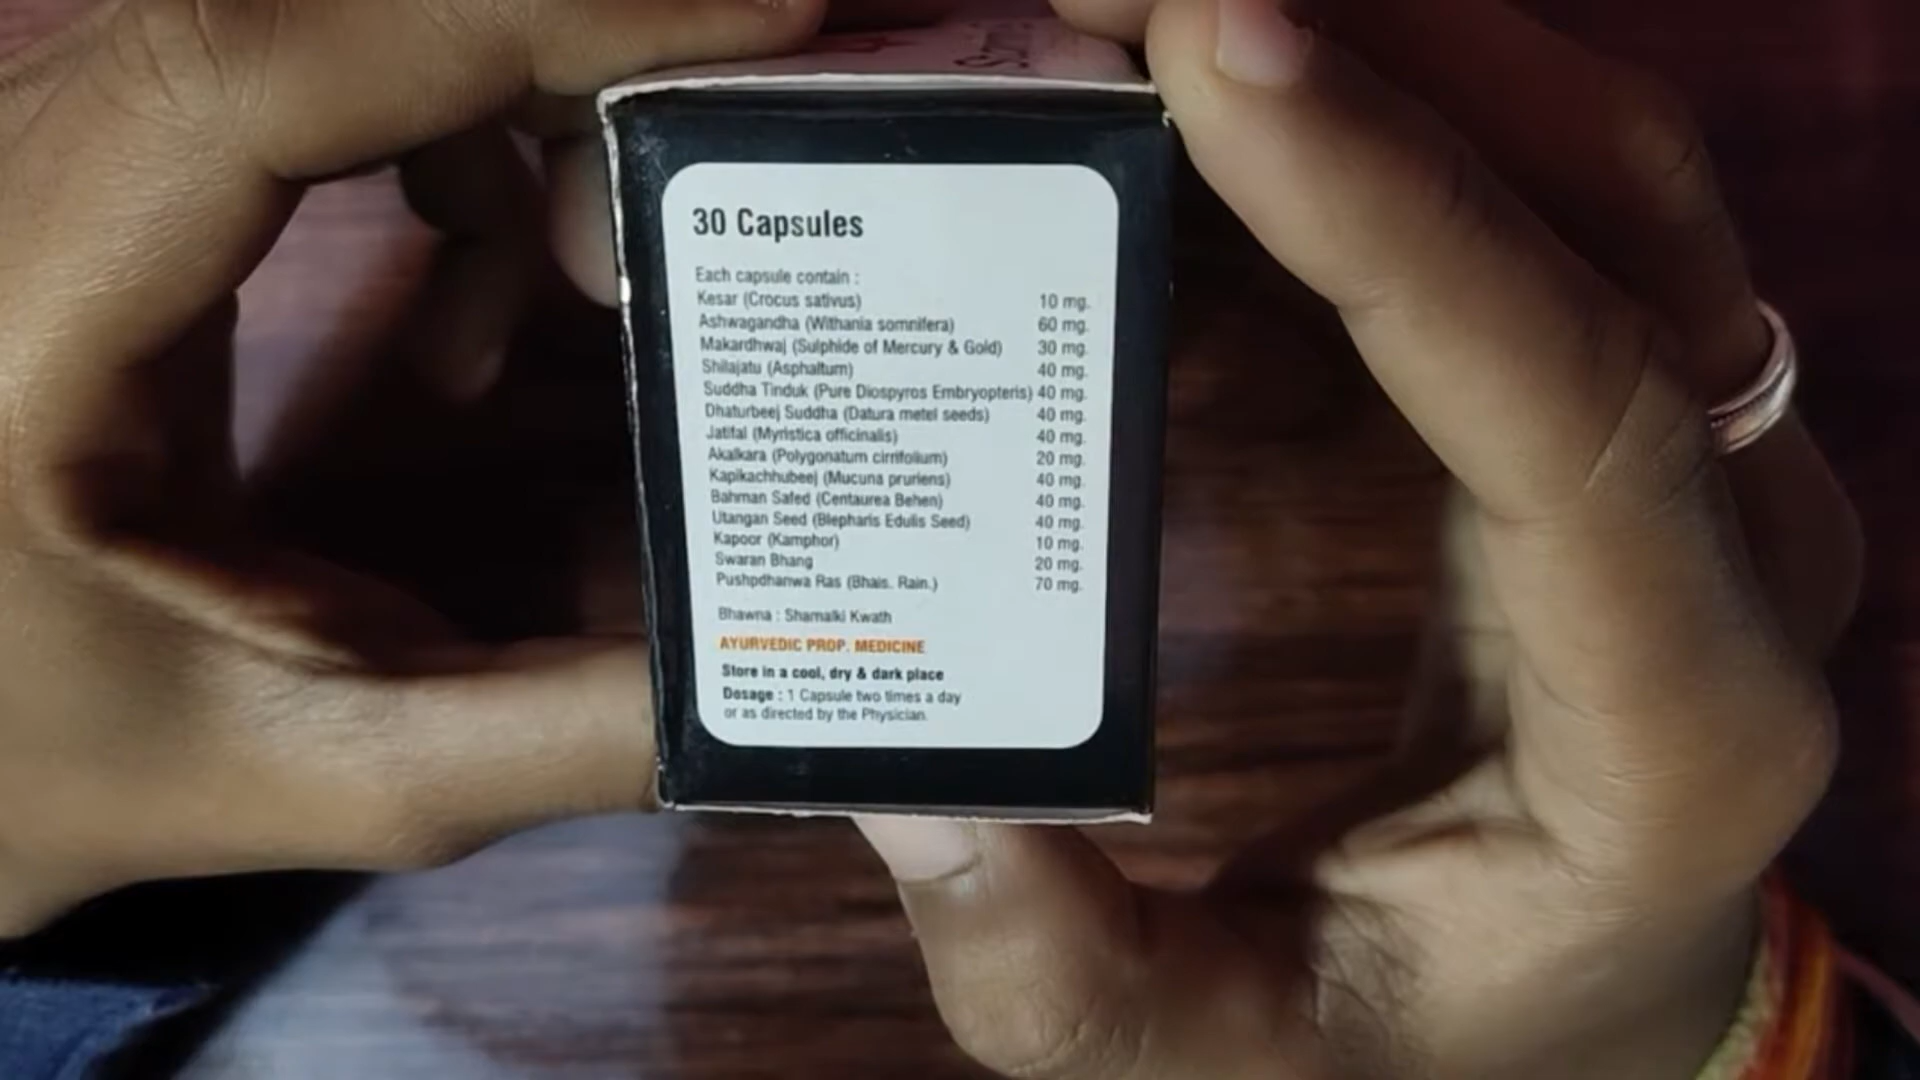 30 Capsules
Each capsule contain :
Kesar (Crocus sativus) 10 mg.
Ashwagandha (Withania somnifera) 60 mg.
Makardhwaj (Sulphide of Mercury & Gold) 30 mg.
Shilajatu (Asphaltum) 40 mg.
Suddha Tinduk (Pure Diospyros Embryopteris) 40 mg.
Dhaturbeej Suddha (Datura metel seeds) 40 mg.
Jatifal (Myristica officinalis) 40 mg.
Akalkara (Polygonatum cirrifolium) 20 mg.
Kapikachhubeej (Mucuna pruriens) 40 mg.
Bahman Safed (Centaurea Behen) 40 mg.
Utangan Seed (Blepharis Edulis Seed) 40 mg.
Kapoor (Kamphor) 10 mg.
Swaran Bhang 20 mg.
Pushpdhanwa Ras (Bhais. Rain.) 70 mg.
Bhawna : Shamalki Kwath
AYURVEDIC PROP. MEDICINE
Store in a cool, dry & dark place
Dosage : 1 Capsule two times a day
or as directed by the Physician.